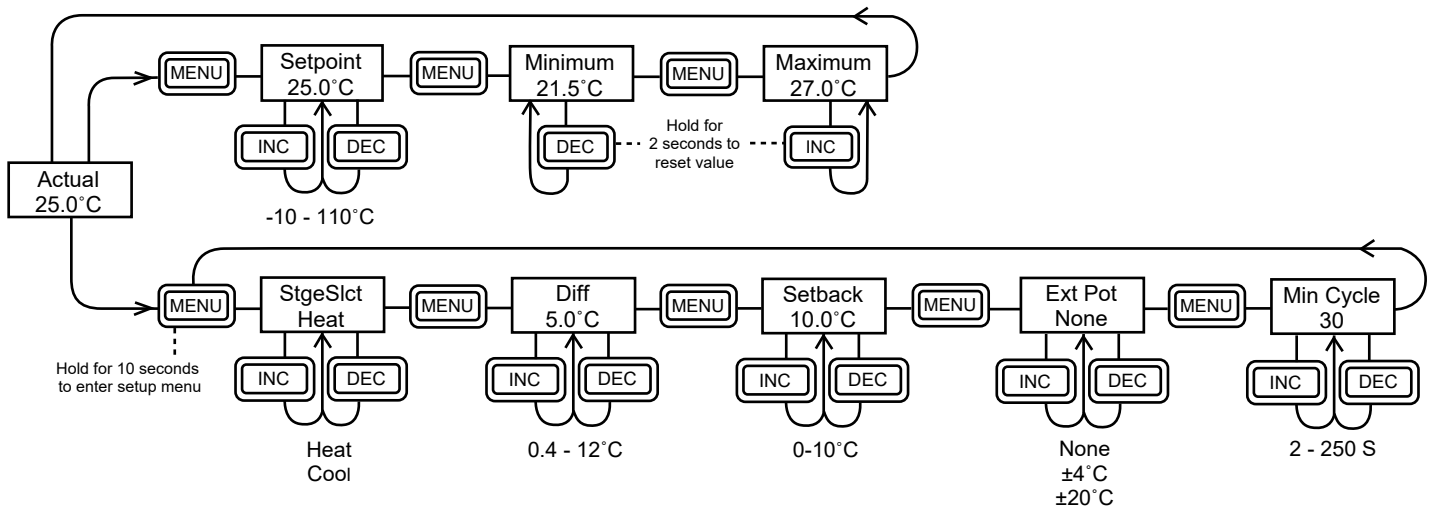 MENU
Setpoint
25.0˚C
MENU
Minimum
21.5˚C
MENU
Maximum
27.0˚C
INC
DEC
DEC
Hold for
2 seconds to
reset value
INC
-10 - 110˚C
Actual
25.0˚C
MENU
StgeSlct
Heat
MENU
Diff
5.0˚C
MENU
Setback
10.0˚C
MENU
Ext Pot
None
MENU
Min Cycle
30
Hold for 10 seconds
to enter setup menu
INC
DEC
INC
DEC
INC
DEC
INC
DEC
INC
DEC
Heat
Cool
0.4 - 12˚C
0-10˚C
None
±4˚C
±20˚C
2 - 250 S